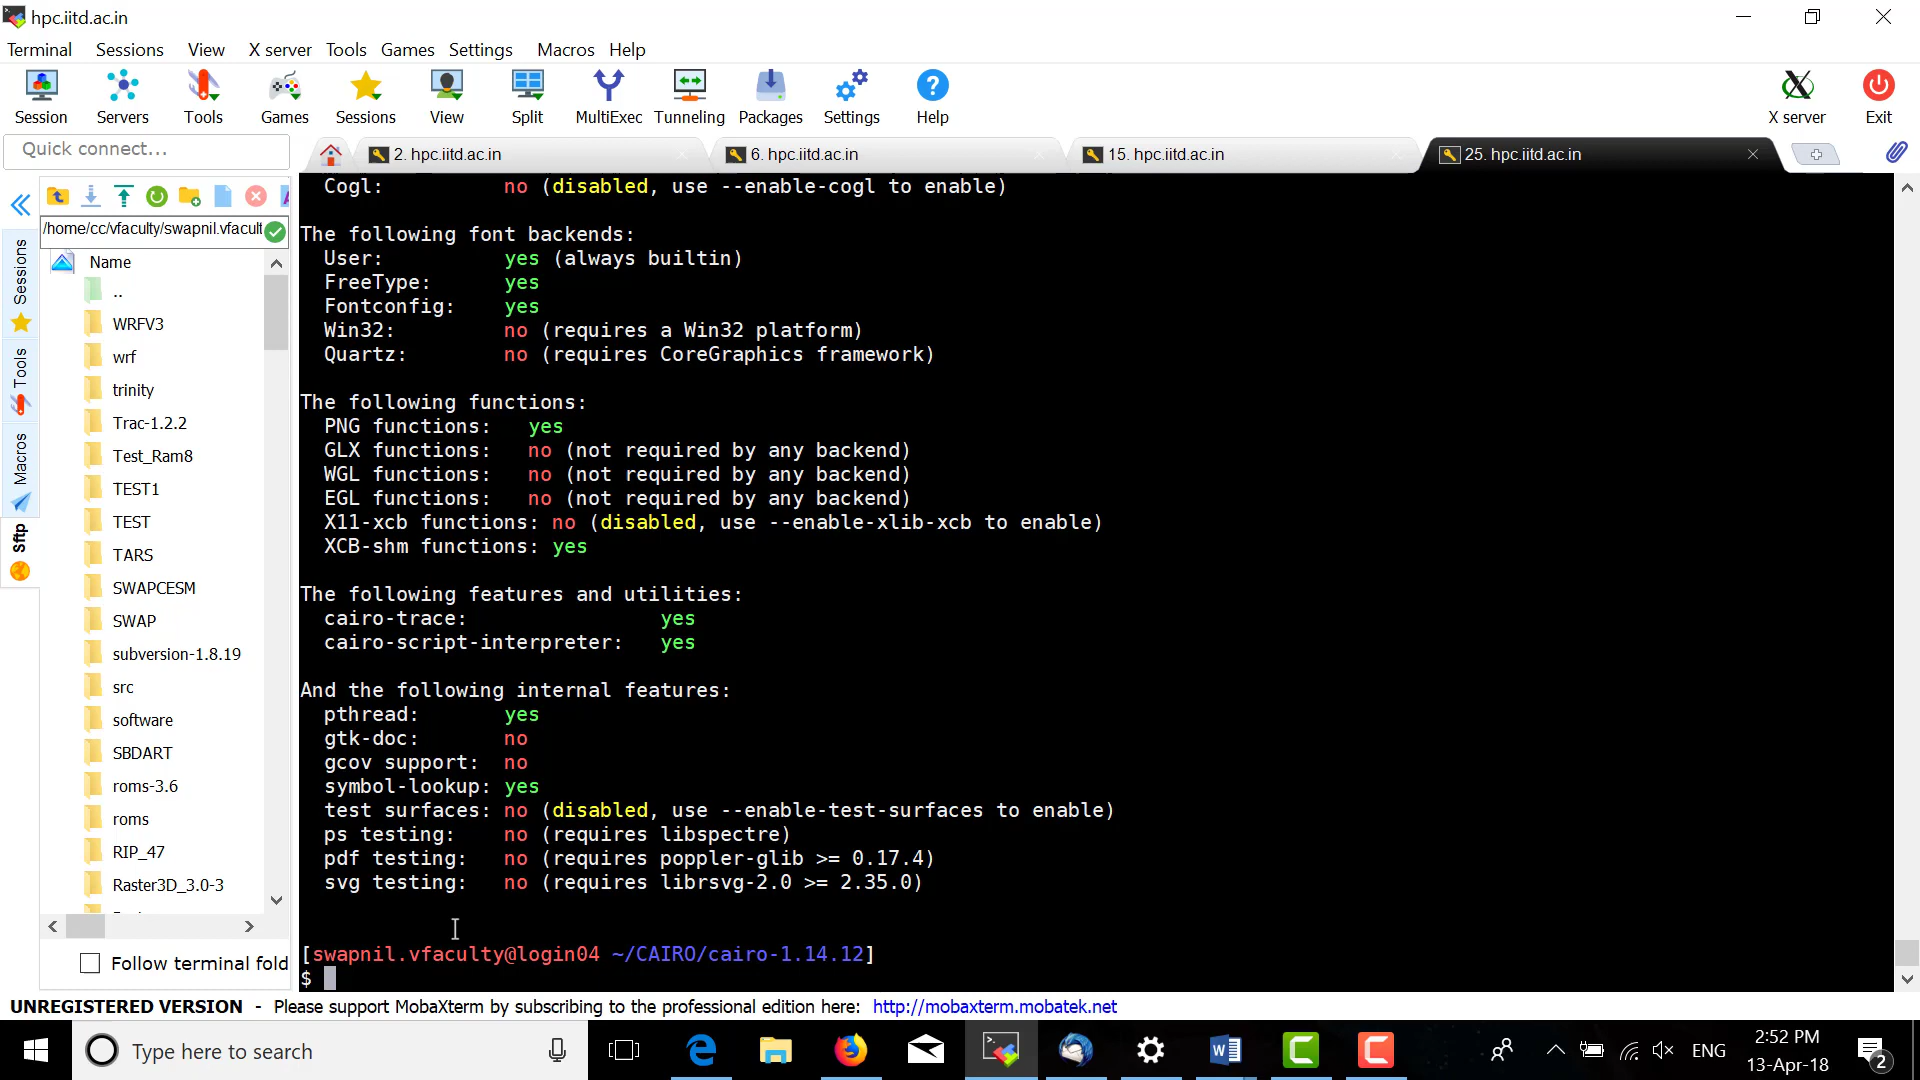 hpc.iitd.ac.in
Terminal Sessions View X server Tools Games Settings Macros Help
Session Servers Tools Games Sessions View Split MultiExec Tunneling Packages Settings Help X server Exit
Quick connect...
2. hpc.iitd.ac.in 6. hpc.iitd.ac.in 15. hpc.iitd.ac.in 25. hpc.iitd.ac.in
/home/cc/vfaculty/swapnil.vfacult
Name
..
WRFV3
wrf
trinity
Trac-1.2.2
Test_Ram8
TEST1
TEST
TARS
SWAPCESM
SWAP
subversion-1.8.19
src
software
SBDART
roms-3.6
roms
RIP_47
Raster3D_3.0-3
Follow terminal fold
Sessions
Tools
Macros
Sftp
Cogl: no (disabled, use --enable-cogl to enable)
The following font backends:
User: yes (always builtin)
FreeType: yes
Fontconfig: yes
Win32: no (requires a Win32 platform)
Quartz: no (requires CoreGraphics framework)
The following functions:
PNG functions: yes
GLX functions: no (not required by any backend)
WGL functions: no (not required by any backend)
EGL functions: no (not required by any backend)
X11-xcb functions: no (disabled, use --enable-xlib-xcb to enable)
XCB-shm functions: yes
The following features and utilities:
cairo-trace: yes
cairo-script-interpreter: yes
And the following internal features:
pthread: yes
gtk-doc: no
gcov support: no
symbol-lookup: yes
test surfaces: no (disabled, use --enable-test-surfaces to enable)
ps testing: no (requires libspectre)
pdf testing: no (requires poppler-glib >= 0.17.4)
svg testing: no (requires librsvg-2.0 >= 2.35.0)
[swapnil.vfaculty@login04 ~/CAIRO/cairo-1.14.12]
$
UNREGISTERED VERSION - Please support MobaXterm by subscribing to the professional edition here: http://mobaxterm.mobatek.net
Type here to search
ENG
2:52 PM
13-Apr-18
2